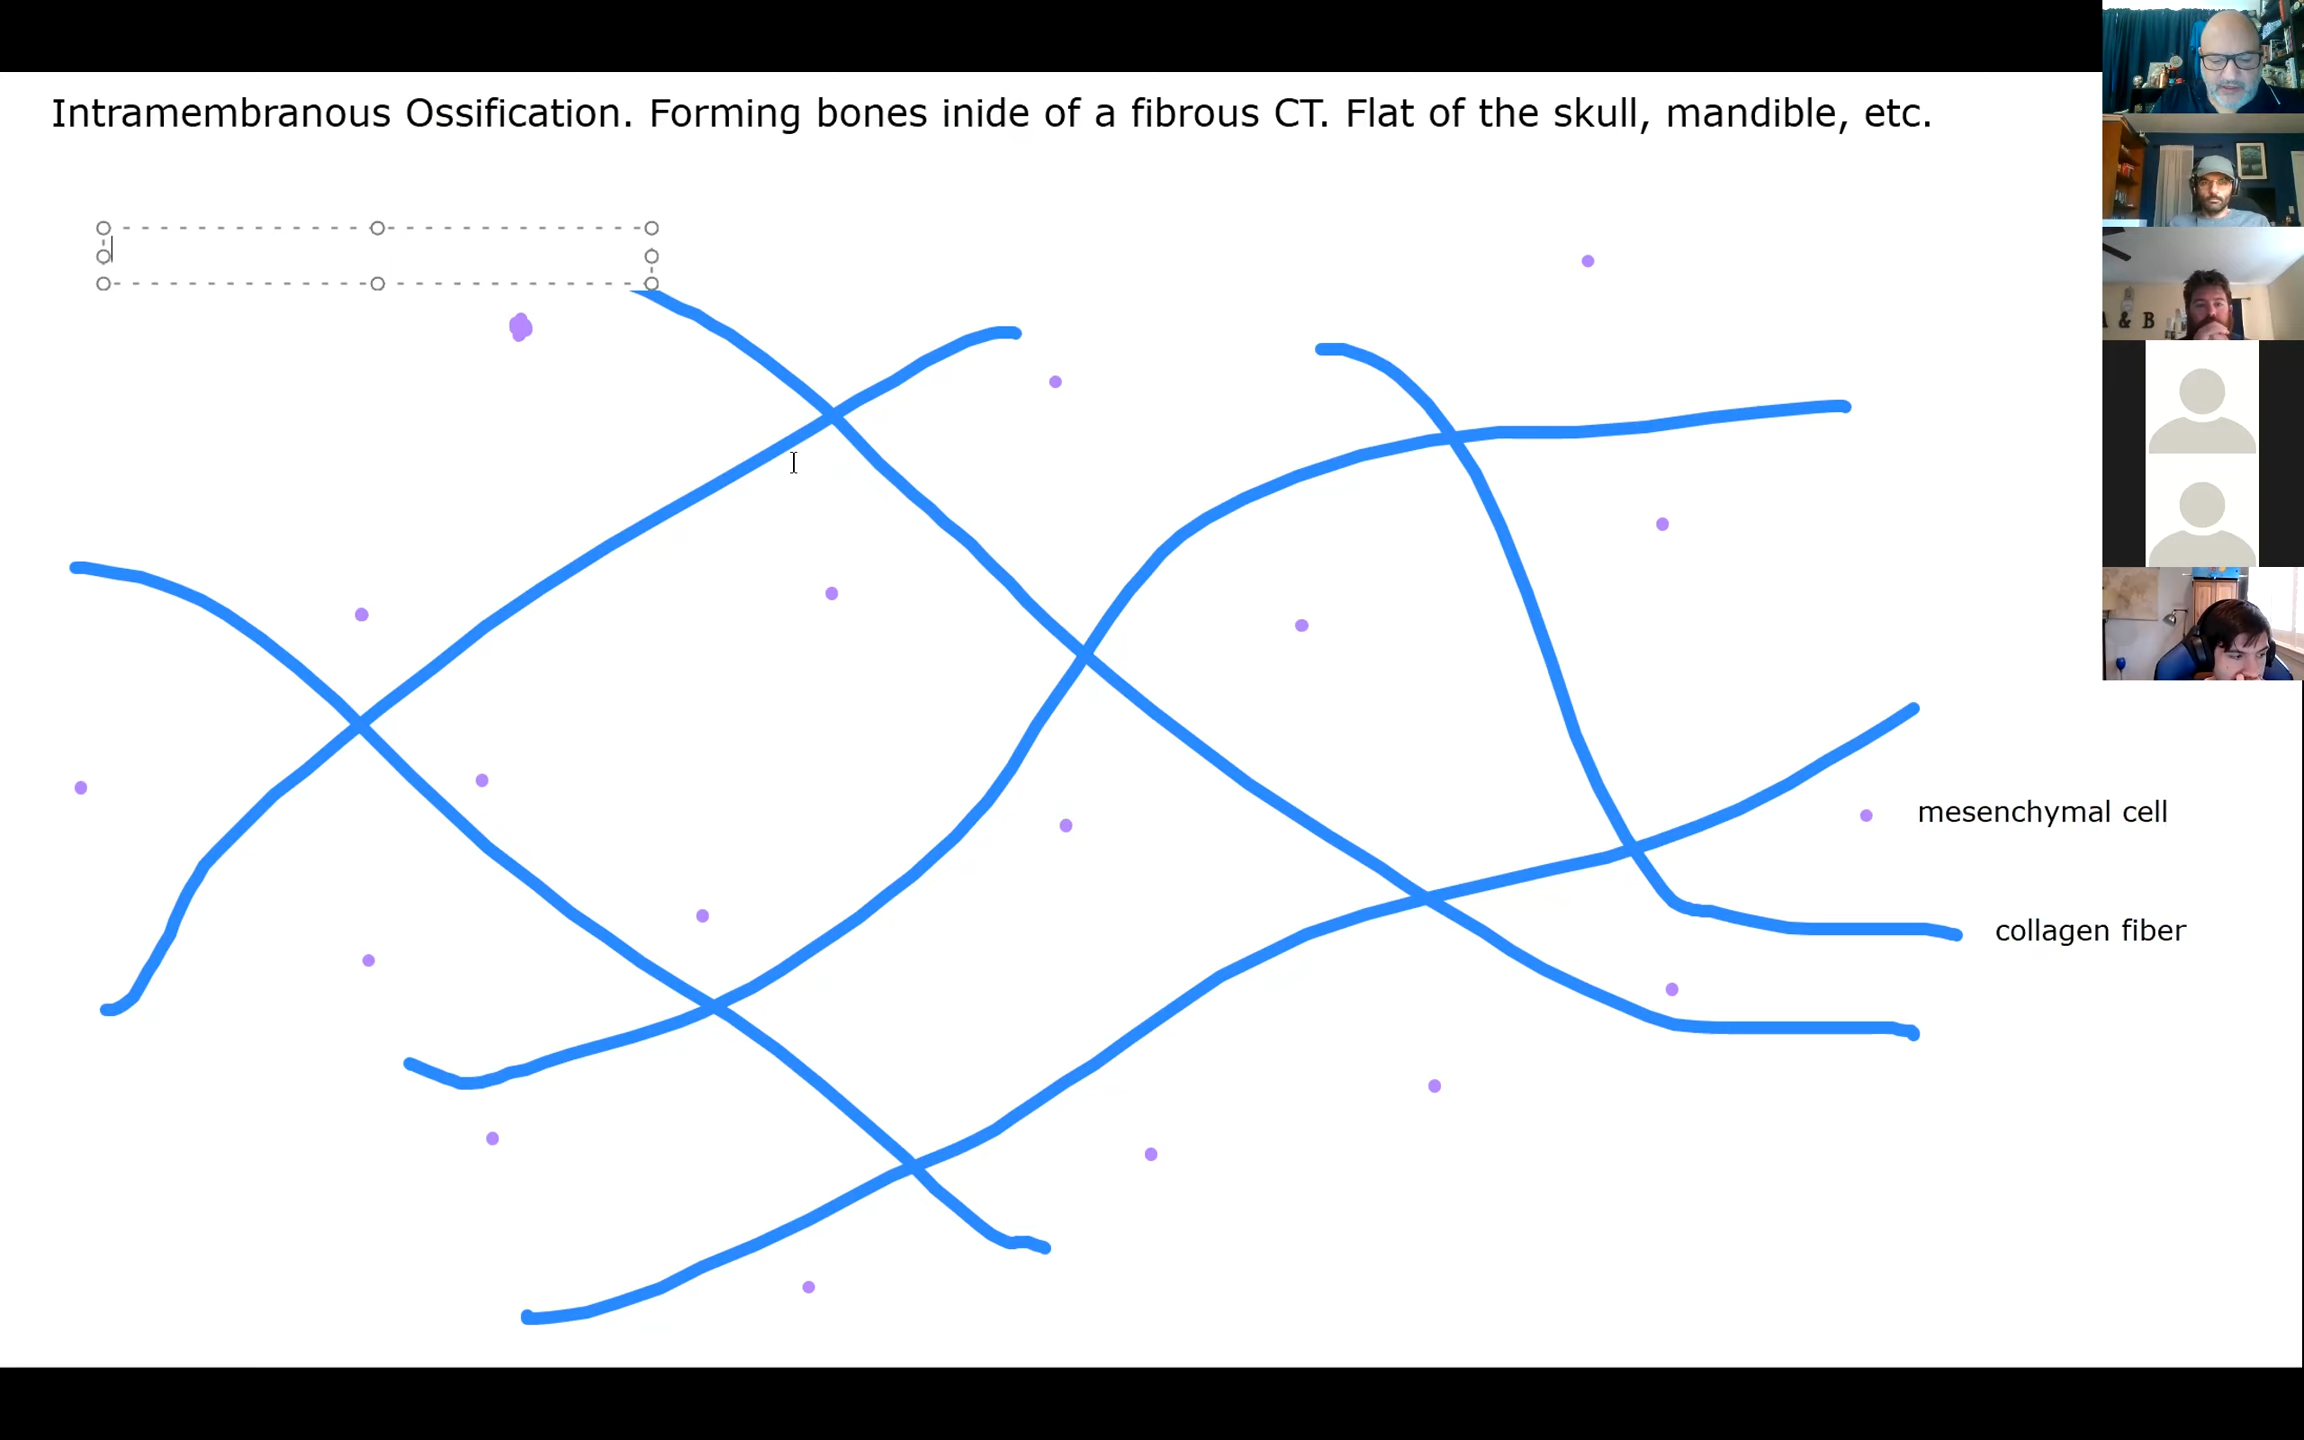 Intramembranous Ossification. Forming bones inide of a fibrous CT. Flat of the skull, mandible, etc.
& B
mesenchymal cell
collagen fiber